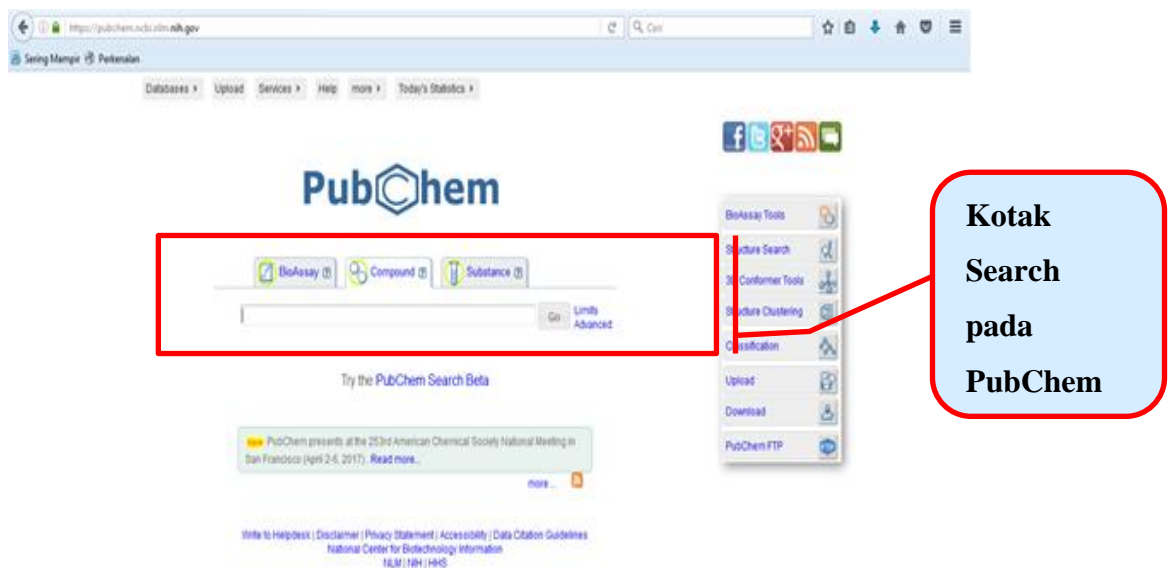 https://pubchem.ncbi.nlm.nih.gov
Cari
Sering Mampir Perkenalan
Databases Upload Services Help more Today's Statistics
PubChem
BioAssay Compound Substance
Go
Limits
Advanced
Try the PubChem Search Beta
PubChem presents at the 253rd American Chemical Society National Meeting in
San Francisco (April 2-6, 2017). Read more...
more ...
Write to Helpdesk | Disclaimer | Privacy Statement | Accessibility | Data Citation Guidelines
National Center for Biotechnology Information
NLM | NIH | HHS
BioAssay Tools
Structure Search
3D Conformer Tools
Structure Clustering
Classification
Upload
Download
PubChem FTP
Kotak
Search
pada
PubChem